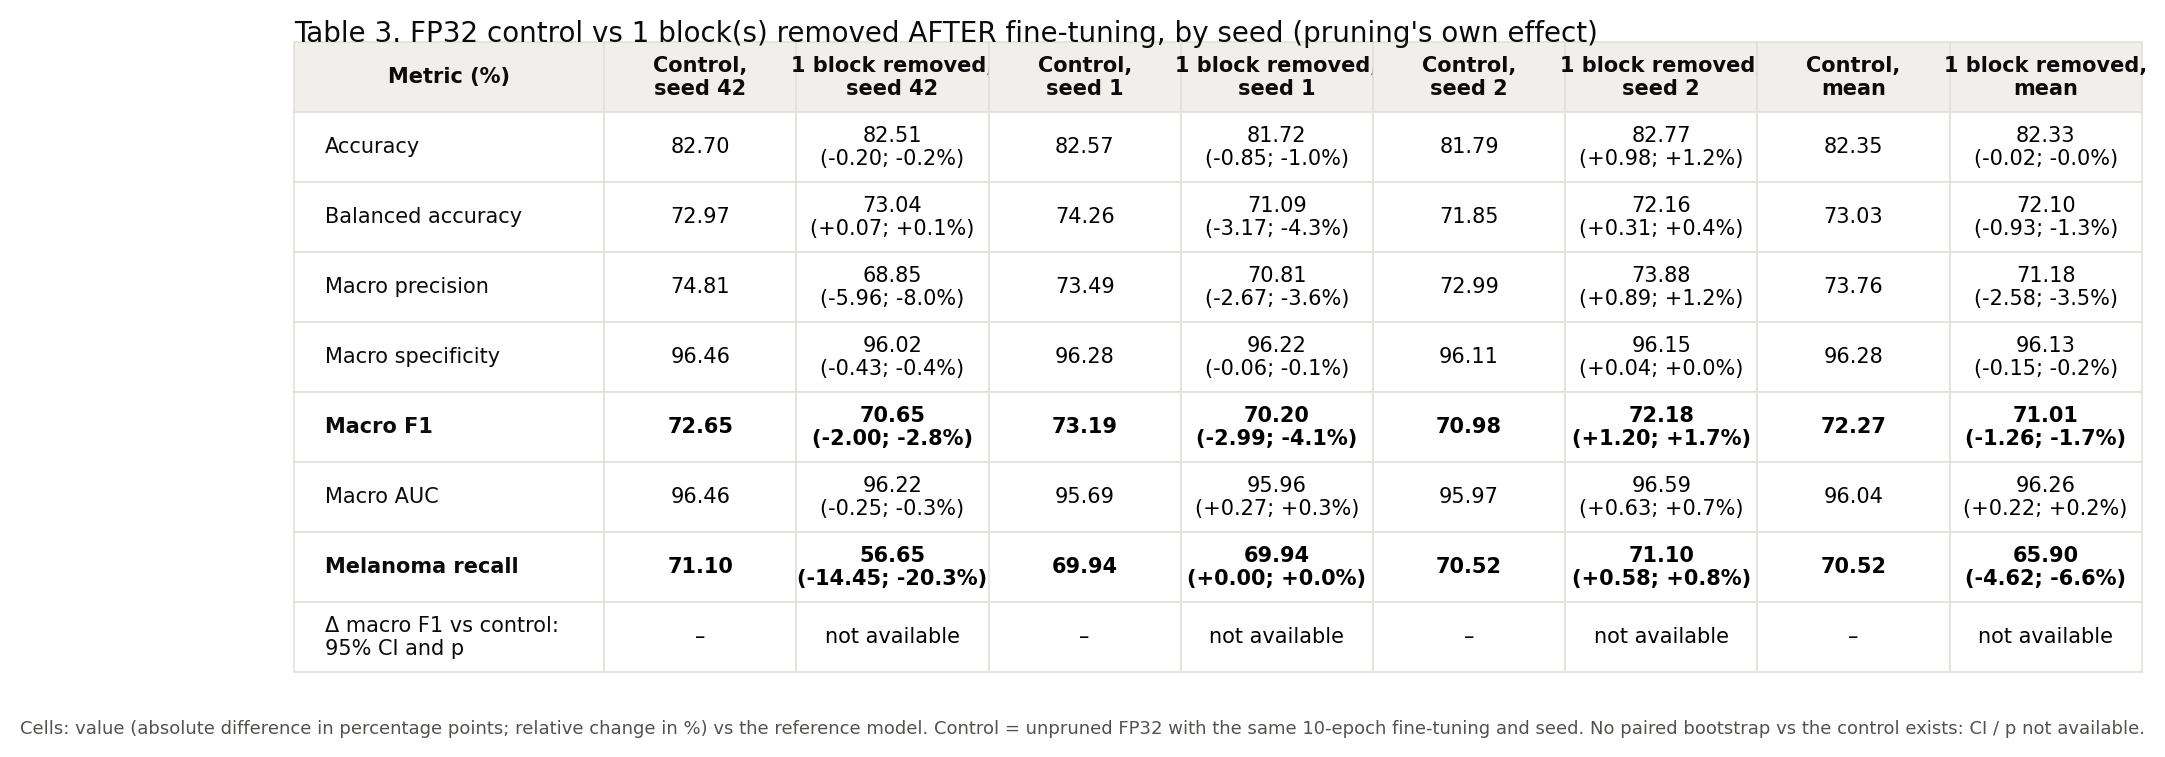 Table 3. FP32 control vs 1 block(s) removed AFTER fine-tuning, by seed (pruning's own effect)
Metric (%) Control, seed 42 1 block removed, seed 42 Control, seed 1 1 block removed, seed 1 Control, seed 2 1 block removed seed 2 Control, mean 1 block removed, mean
Accuracy 82.70 82.51 (-0.20; -0.2%) 82.57 81.72 (-0.85; -1.0%) 81.79 82.77 (+0.98; +1.2%) 82.35 82.33 (-0.02; -0.0%)
Balanced accuracy 72.97 73.04 (+0.07; +0.1%) 74.26 71.09 (-3.17; -4.3%) 71.85 72.16 (+0.31; +0.4%) 73.03 72.10 (-0.93; -1.3%)
Macro precision 74.81 68.85 (-5.96; -8.0%) 73.49 70.81 (-2.67; -3.6%) 72.99 73.88 (+0.89; +1.2%) 73.76 71.18 (-2.58; -3.5%)
Macro specificity 96.46 96.02 (-0.43; -0.4%) 96.28 96.22 (-0.06; -0.1%) 96.11 96.15 (+0.04; +0.0%) 96.28 96.13 (-0.15; -0.2%)
Macro F1 72.65 70.65 (-2.00; -2.8%) 73.19 70.20 (-2.99; -4.1%) 70.98 72.18 (+1.20; +1.7%) 72.27 71.01 (-1.26; -1.7%)
Macro AUC 96.46 96.22 (-0.25; -0.3%) 95.69 95.96 (+0.27; +0.3%) 95.97 96.59 (+0.63; +0.7%) 96.04 96.26 (+0.22; +0.2%)
Melanoma recall 71.10 56.65 (-14.45; -20.3%) 69.94 69.94 (+0.00; +0.0%) 70.52 71.10 (+0.58; +0.8%) 70.52 65.90 (-4.62; -6.6%)
Δ macro F1 vs control: 95% CI and p – not available – not available – not available – not available
Cells: value (absolute difference in percentage points; relative change in %) vs the reference model. Control = unpruned FP32 with the same 10-epoch fine-tuning and seed. No paired bootstrap vs the control exists: CI / p not available.